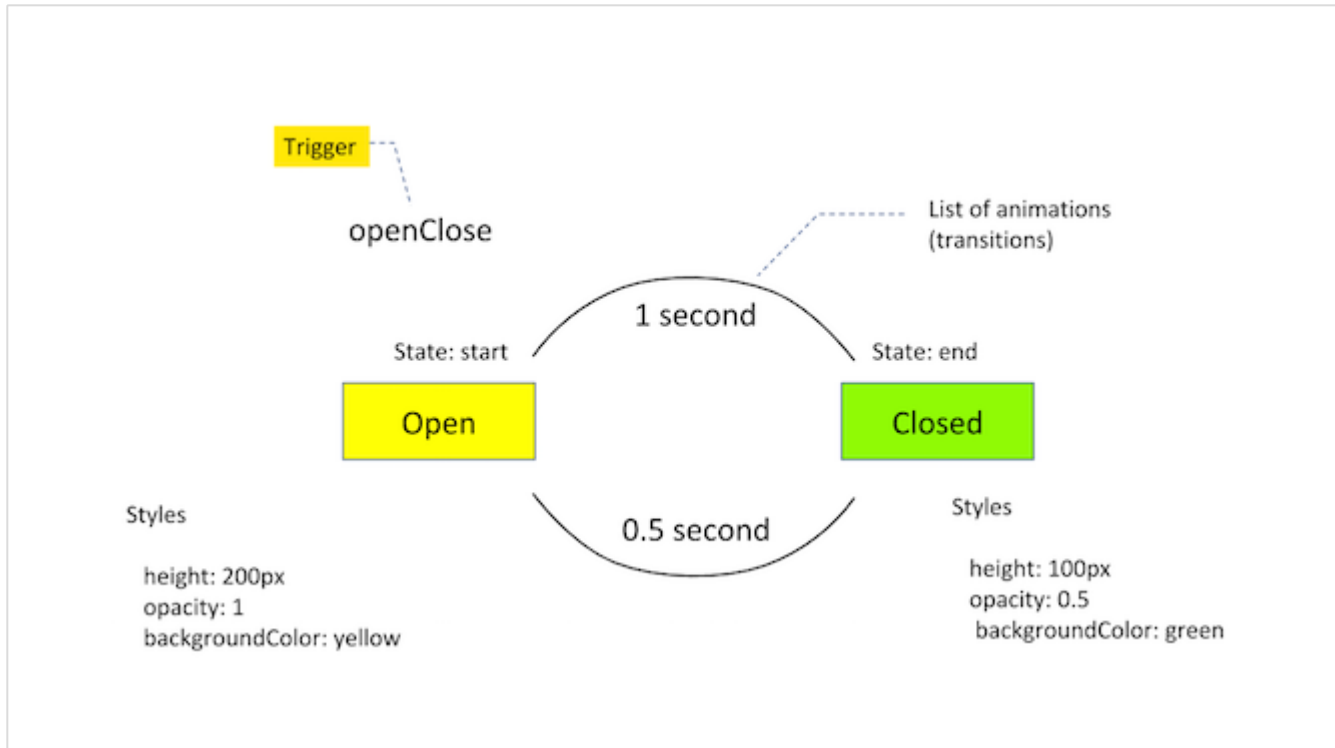 Trigger
openClose
List of animations
(transitions)
1 second
State: start
State: end
Open
Closed
0.5 second
Styles
height: 200px
opacity: 1
backgroundColor: yellow
Styles
height: 100px
opacity: 0.5
backgroundColor: green